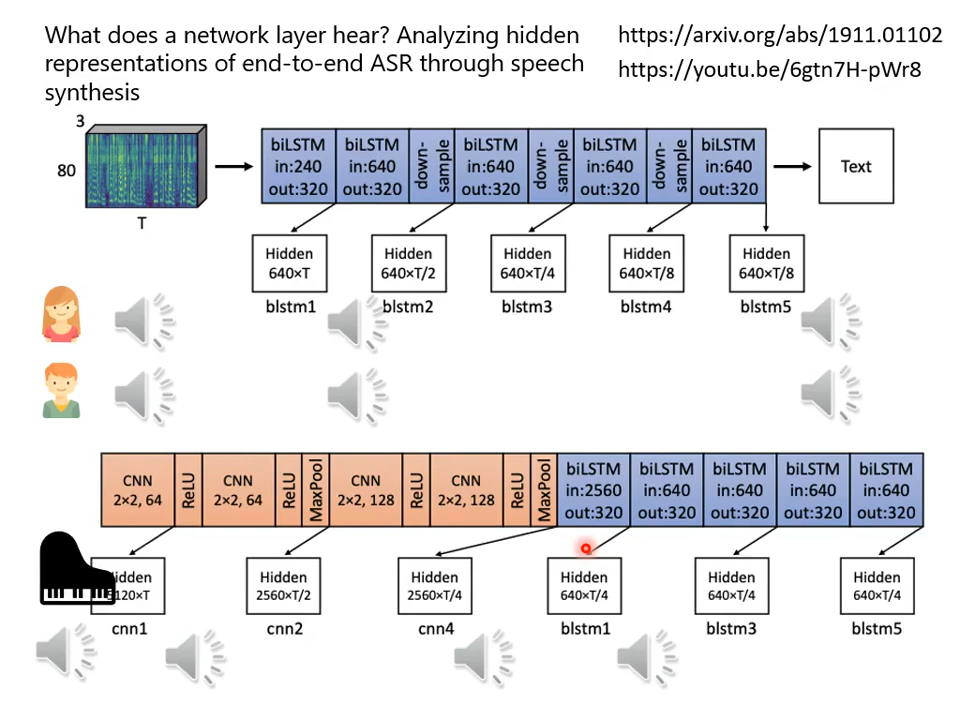 What does a network layer hear? Analyzing hidden
representations of end-to-end ASR through speech
synthesis
https://arxiv.org/abs/1911.01102
https://youtu.be/6gtn7H-pWr8
3
80
T
biLSTM
in:240
out:320
biLSTM
in:640
out:320
down-
sample
biLSTM
in:640
out:320
down-
sample
biLSTM
in:640
out:320
down-
sample
biLSTM
in:640
out:320
Text
Hidden
640×T
blstm1
Hidden
640×T/2
blstm2
Hidden
640×T/4
blstm3
Hidden
640×T/8
blstm4
Hidden
640×T/8
blstm5
CNN
2×2, 64
ReLU
CNN
2×2, 64
ReLU
MaxPool
CNN
2×2, 128
ReLU
CNN
2×2, 128
ReLU
MaxPool
biLSTM
in:2560
out:320
biLSTM
in:640
out:320
biLSTM
in:640
out:320
biLSTM
in:640
out:320
biLSTM
in:640
out:320
Hidden
5120×T
cnn1
Hidden
2560×T/2
cnn2
Hidden
2560×T/4
cnn4
Hidden
640×T/4
blstm1
Hidden
640×T/4
blstm3
Hidden
640×T/4
blstm5